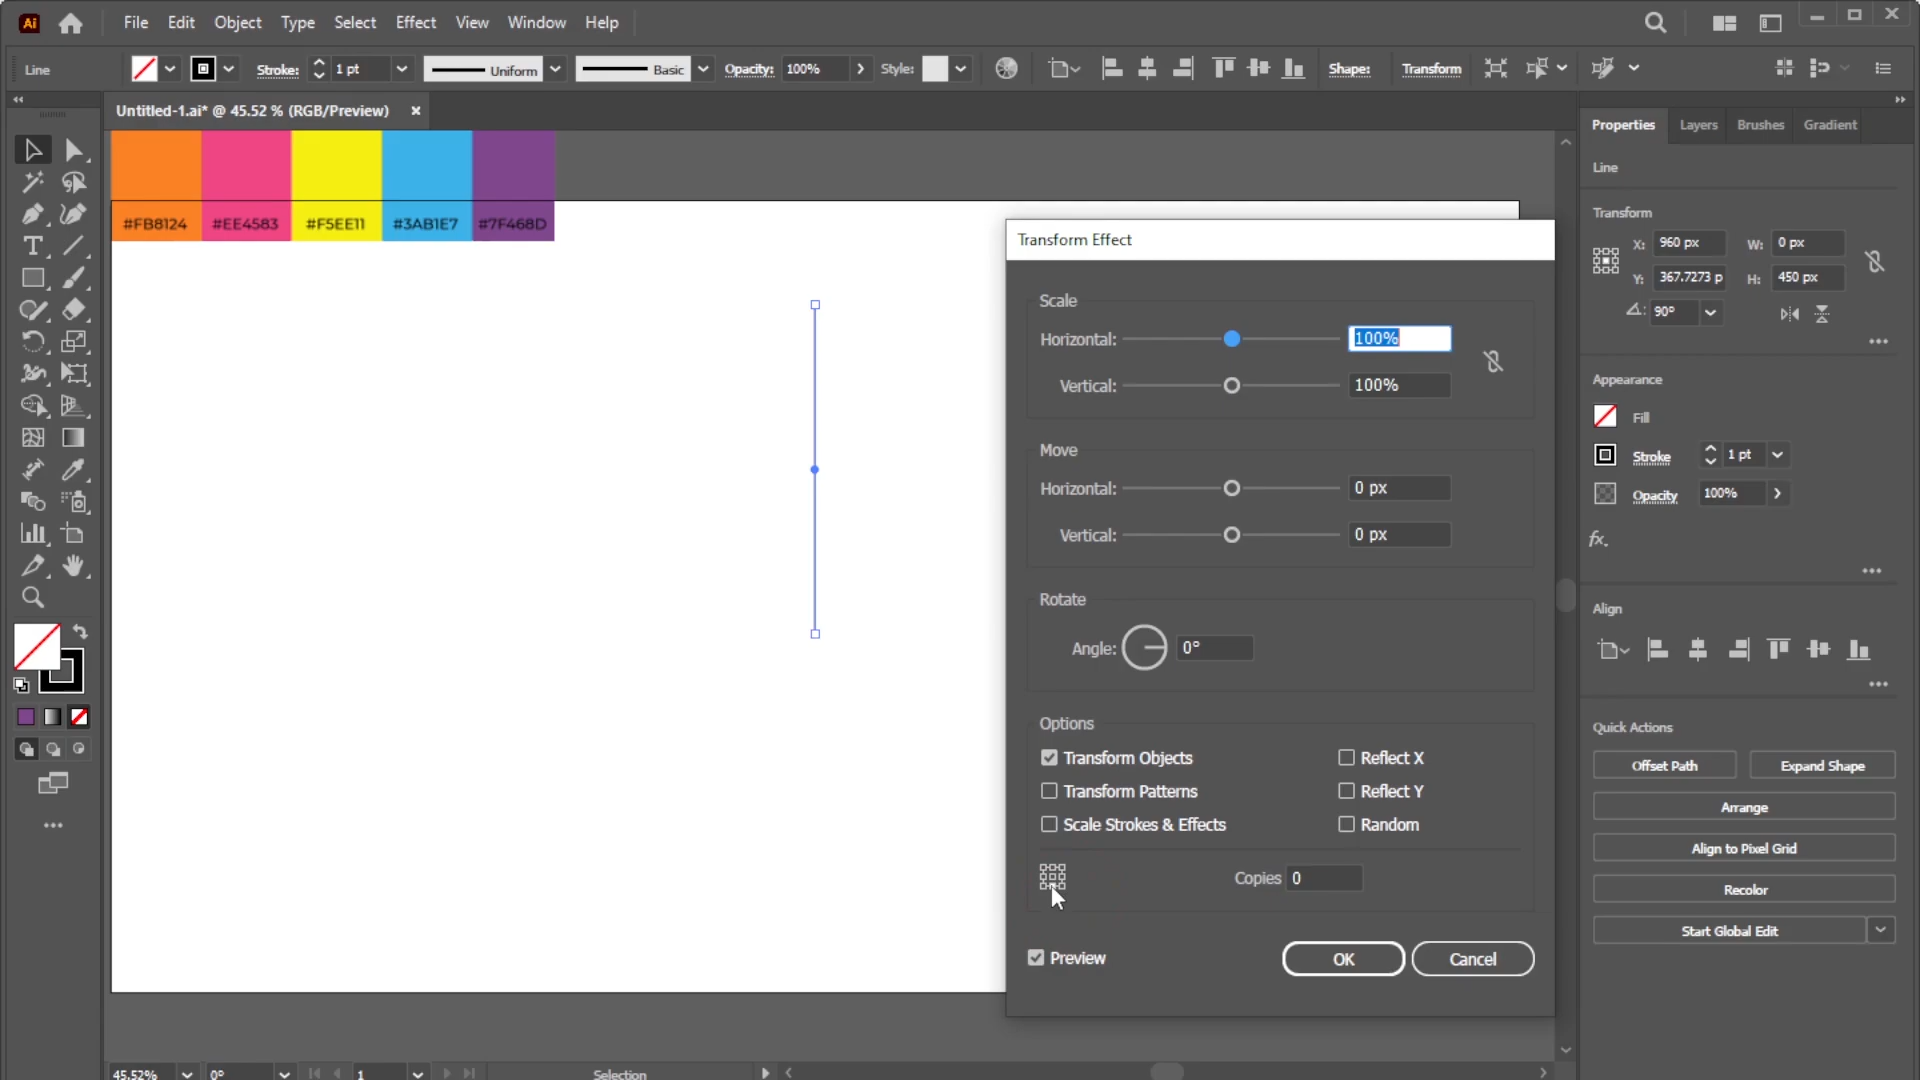 Ai File Edit Object Type Select Effect View Window Help
Line Stroke: 1 pt Uniform Basic Opacity: 100% Style: Shape: Transform
Untitled-1.ai* @ 45.52 % (RGB/Preview) ×
Properties Layers Brushes Gradient
Line
Transform
X: 960 px W: 0 px
Y: 367.7273 p H: 450 px
90°
Appearance
Fill
Stroke 1 pt
Opacity 100%
fx.
Align
Quick Actions
Offset Path Expand Shape
Arrange
Align to Pixel Grid
Recolor
Start Global Edit
#FB8124 #EE4583 #F5EE11 #3AB1E7 #7F468D
Transform Effect
Scale
Horizontal: 100%
Vertical: 100%
Move
Horizontal: 0 px
Vertical: 0 px
Rotate
Angle: 0°
Options
Transform Objects Reflect X
Transform Patterns Reflect Y
Scale Strokes & Effects Random
Copies 0
Preview OK Cancel
45.52% 0° 1 Selection